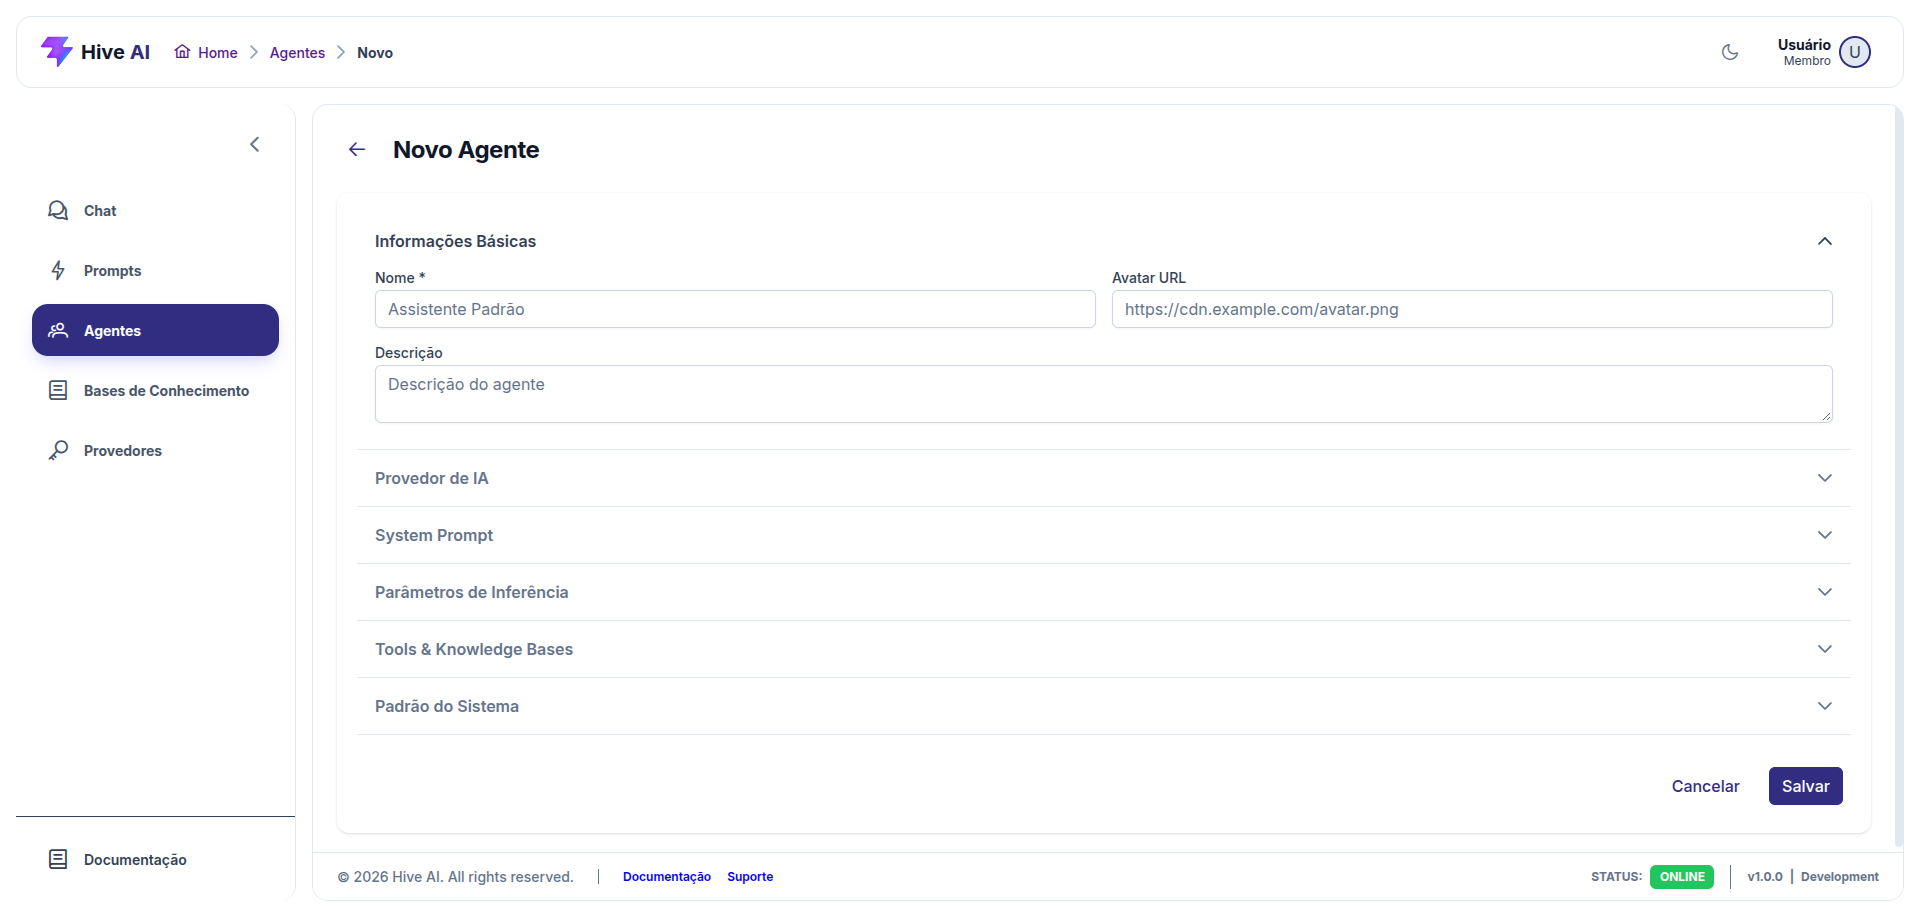 Hive AI
Home
Agentes
Novo
Usuário
Membro
U
Chat
Prompts
Agentes
Bases de Conhecimento
Provedores
Documentação
Novo Agente
Informações Básicas
Nome *
Avatar URL
Assistente Padrão
https://cdn.example.com/avatar.png
Descrição
Descrição do agente
Provedor de IA
System Prompt
Parâmetros de Inferência
Tools & Knowledge Bases
Padrão do Sistema
Cancelar
Salvar
© 2026 Hive AI. All rights reserved.
Documentação
Suporte
STATUS: ONLINE
v1.0.0 | Development